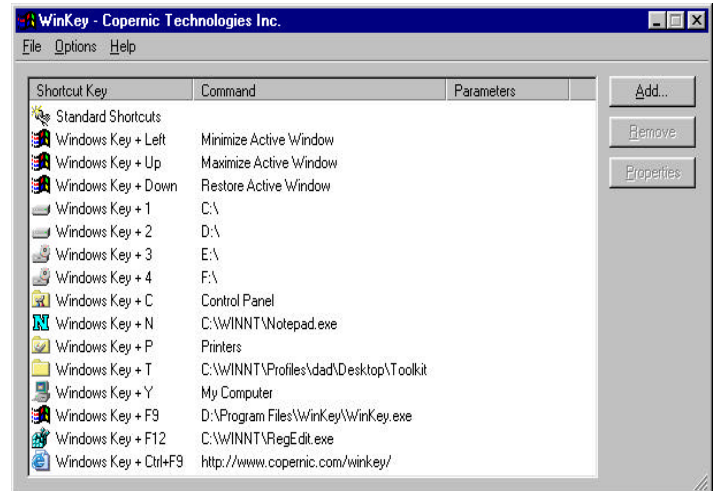 WinKey - Copernic Technologies Inc.
File Options Help
Shortcut Key Command Parameters
Add...
Remove
Properties
Standard Shortcuts
Windows Key + Left Minimize Active Window
Windows Key + Up Maximize Active Window
Windows Key + Down Restore Active Window
Windows Key + 1 C:\
Windows Key + 2 D:\
Windows Key + 3 E:\
Windows Key + 4 F:\
Windows Key + C Control Panel
Windows Key + N C:\WINNT\Notepad.exe
Windows Key + P Printers
Windows Key + T C:\WINNT\Profiles\dad\Desktop\Toolkit
Windows Key + Y My Computer
Windows Key + F9 D:\Program Files\WinKey\WinKey.exe
Windows Key + F12 C:\WINNT\RegEdit.exe
Windows Key + Ctrl+F9 http://www.copernic.com/winkey/